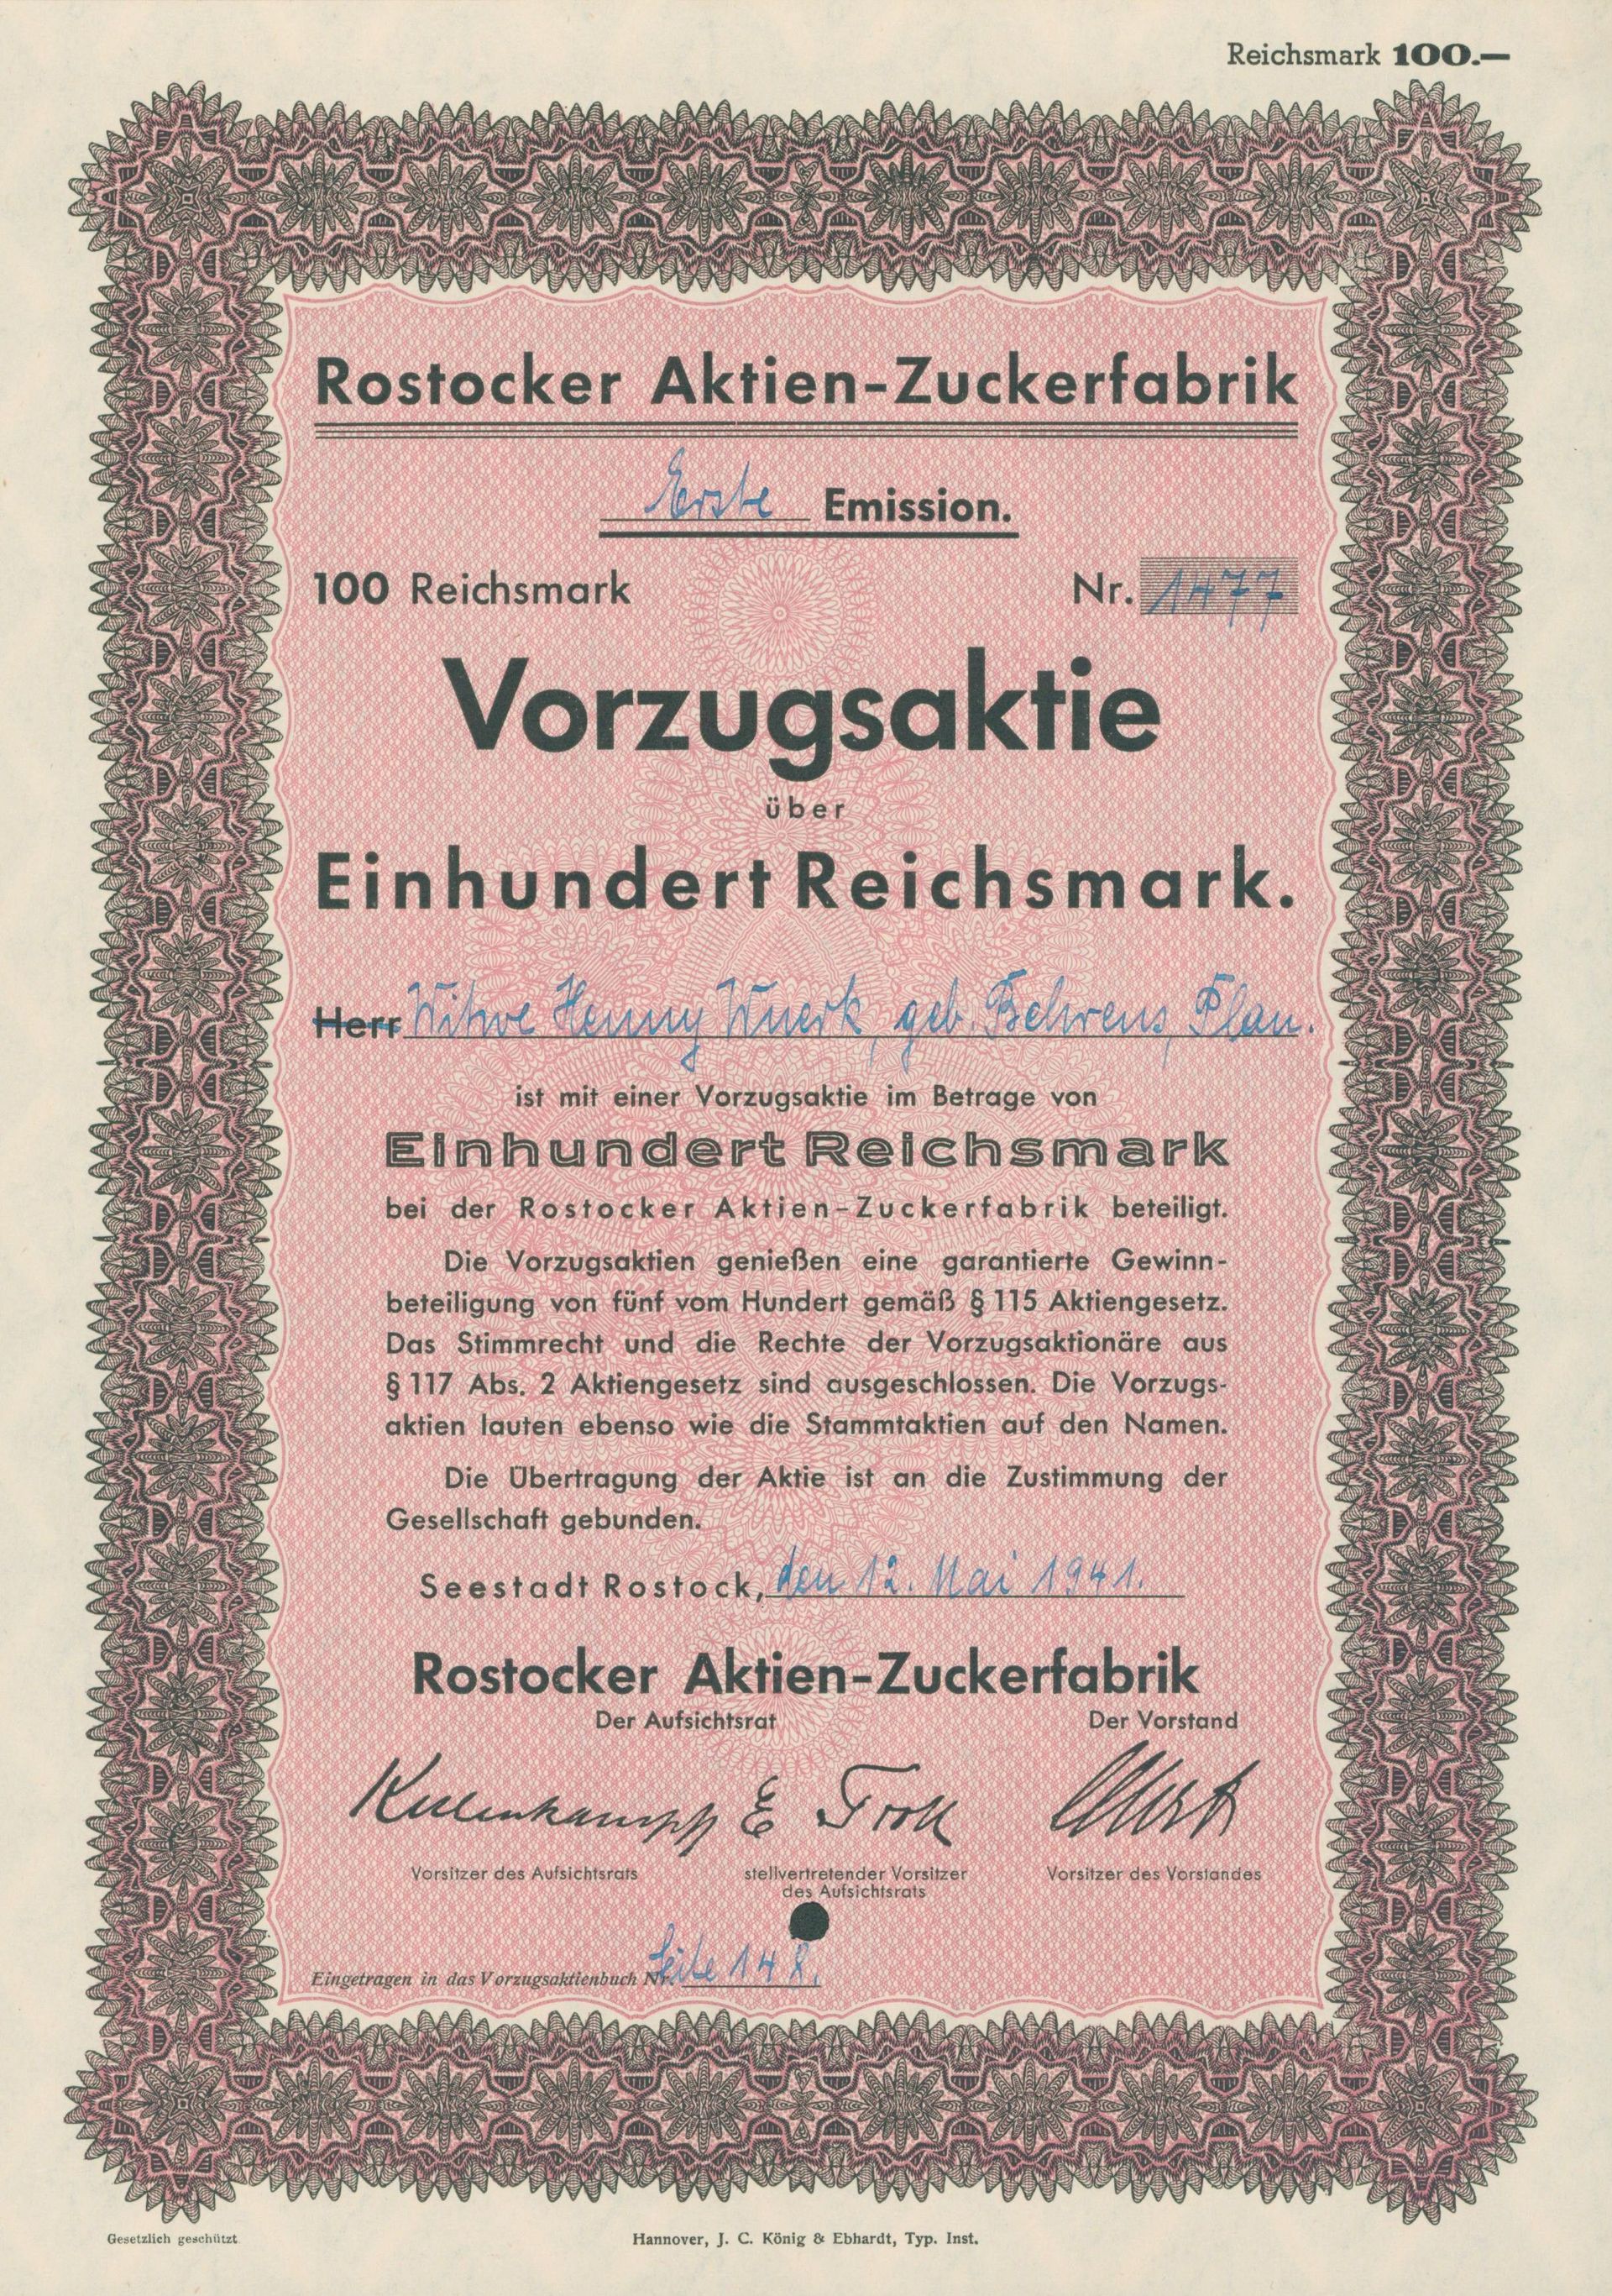 Reichsmark 100.—
Rostocker Aktien-Zuckerfabrik
Erste Emission.
100 Reichsmark Nr. 1477
Vorzugsaktie
über
Einhundert Reichsmark.
Herr Witwe Henny Wuerk, geb. Behrens, Plau.
ist mit einer Vorzugsaktie im Betrage von
Einhundert Reichsmark
bei der Rostocker Aktien-Zuckerfabrik beteiligt.
Die Vorzugsaktien genießen eine garantierte Gewinn-
beteiligung von fünf vom Hundert gemäß § 115 Aktiengesetz.
Das Stimmrecht und die Rechte der Vorzugsaktionäre aus
§ 117 Abs. 2 Aktiengesetz sind ausgeschlossen. Die Vorzugs-
aktien lauten ebenso wie die Stammtaktien auf den Namen.
Die Übertragung der Aktie ist an die Zustimmung der
Gesellschaft gebunden.
Seestadt Rostock, den 12. Mai 1941.
Rostocker Aktien-Zuckerfabrik
Der Aufsichtsrat Der Vorstand
Kulenkampff E Troll
Vorsitzer des Aufsichtsrats stellvertretender Vorsitzer Vorsitzer des Vorstandes
des Aufsichtsrats
Eingetragen in das Vorzugsaktienbuch Nr. Seite 148.
Gesetzlich geschützt. Hannover, J. C. König & Ebhardt, Typ. Inst.